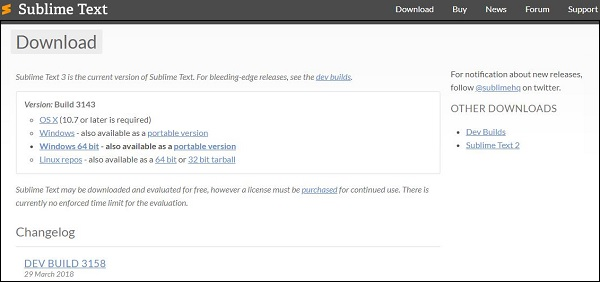 Sublime Text
Download Buy News Forum Support
Download
Sublime Text 3 is the current version of Sublime Text. For bleeding-edge releases, see the dev builds.
Version: Build 3143
OS X (10.7 or later is required)
Windows - also available as a portable version
Windows 64 bit - also available as a portable version
Linux repos - also available as a 64 bit or 32 bit tarball
Sublime Text may be downloaded and evaluated for free, however a license must be purchased for continued use. There is
currently no enforced time limit for the evaluation.
Changelog
DEV BUILD 3158
29 March 2018
For notification about new releases,
follow @sublimehq on twitter.
OTHER DOWNLOADS
Dev Builds
Sublime Text 2